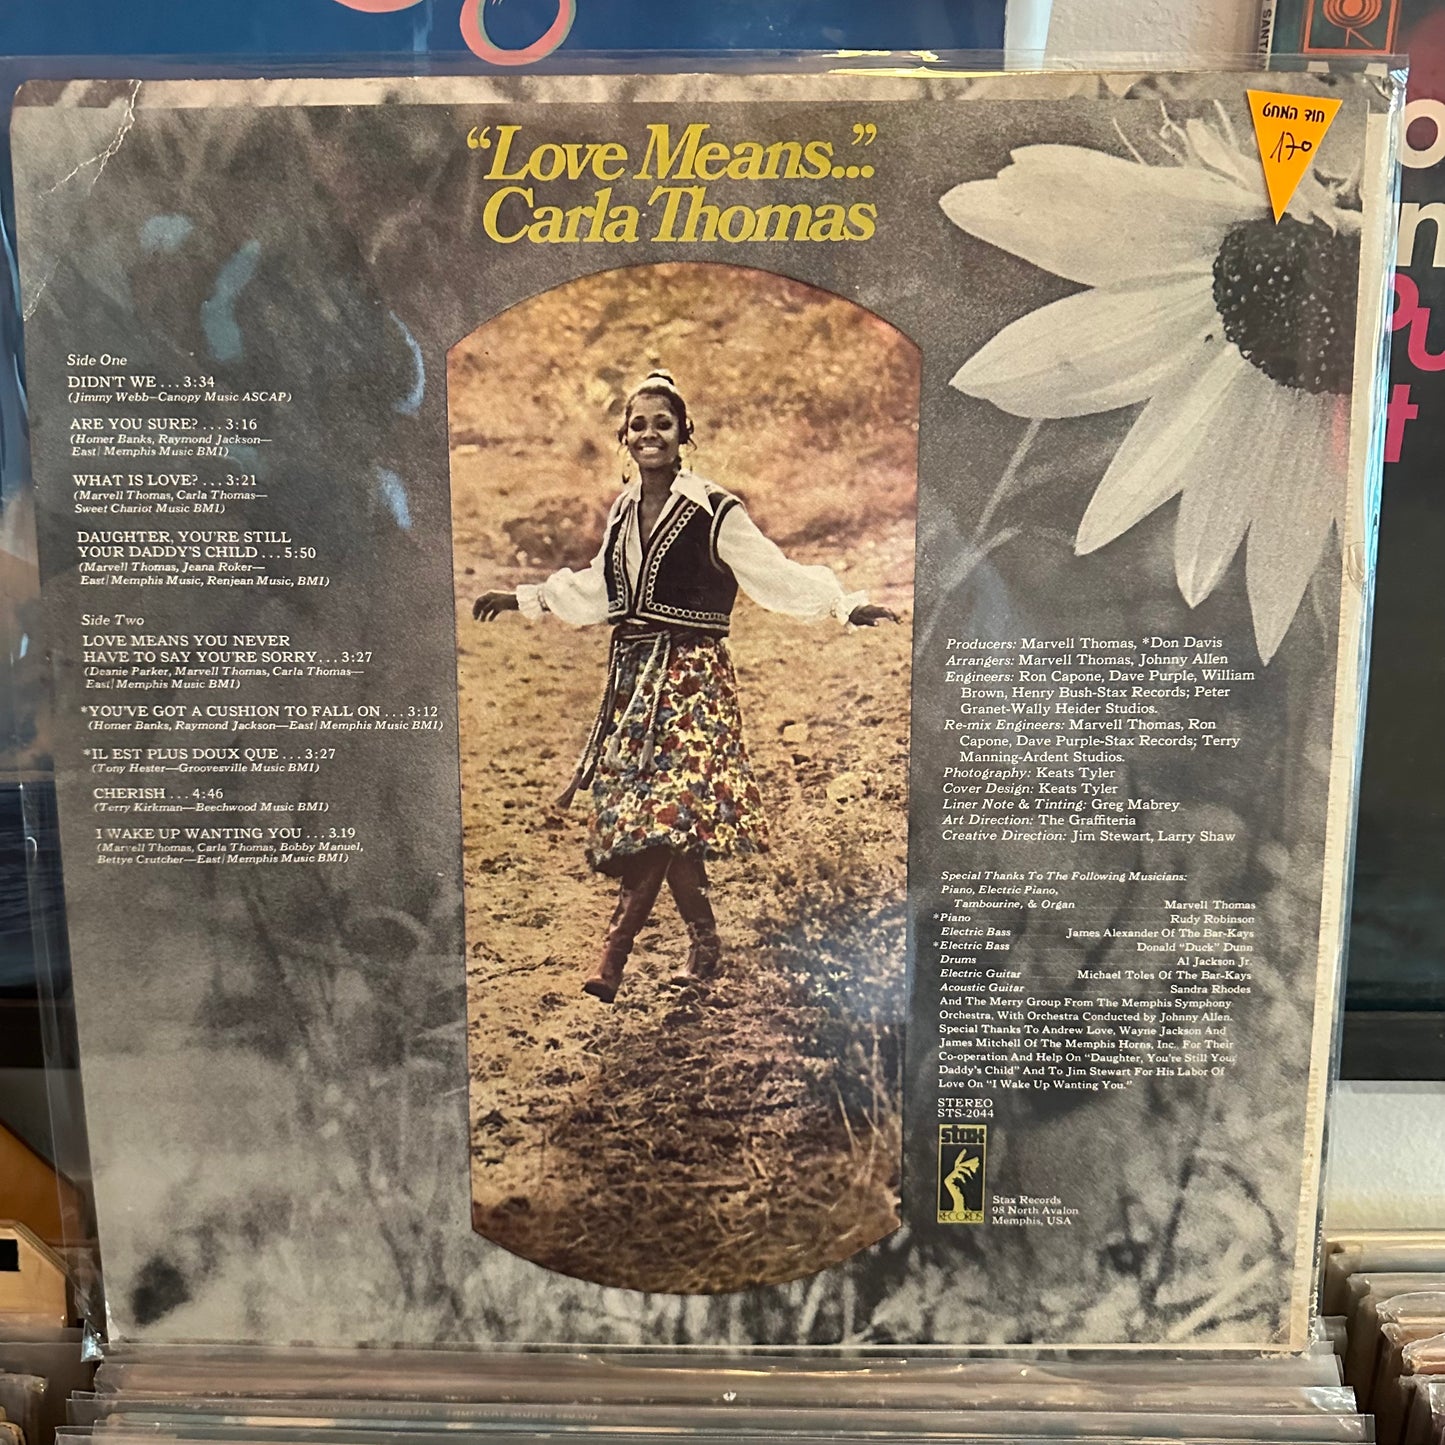 “Love Means...”
Carla Thomas
חוד המחט
170
Side One
DIDN'T WE . . . 3:34
(Jimmy Webb—Canopy Music ASCAP)
ARE YOU SURE? . . . 3:16
(Homer Banks, Raymond Jackson—
East/Memphis Music BMI)
WHAT IS LOVE? . . . 3:21
(Marvell Thomas, Carla Thomas—
Sweet Chariot Music BMI)
DAUGHTER, YOU'RE STILL
YOUR DADDY'S CHILD . . . 5:50
(Marvell Thomas, Jeana Roker—
East/Memphis Music, Renjean Music, BMI)
Side Two
LOVE MEANS YOU NEVER
HAVE TO SAY YOU'RE SORRY . . . 3:27
(Deanie Parker, Marvell Thomas, Carla Thomas—
East/Memphis Music BMI)
*YOU'VE GOT A CUSHION TO FALL ON . . . 3:12
(Homer Banks, Raymond Jackson—East/Memphis Music BMI)
*IL EST PLUS DOUX QUE . . . 3:27
(Tony Hester—Groovesville Music BMI)
CHERISH . . . 4:46
(Terry Kirkman—Beechwood Music BMI)
I WAKE UP WANTING YOU . . . 3.19
(Marvell Thomas, Carla Thomas, Bobby Manuel,
Bettye Crutcher—East/Memphis Music BMI)
Producers: Marvell Thomas, *Don Davis
Arrangers: Marvell Thomas, Johnny Allen
Engineers: Ron Capone, Dave Purple, William
Brown, Henry Bush-Stax Records; Peter
Granet-Wally Heider Studios.
Re-mix Engineers: Marvell Thomas, Ron
Capone, Dave Purple-Stax Records; Terry
Manning-Ardent Studios.
Photography: Keats Tyler
Cover Design: Keats Tyler
Liner Note & Tinting: Greg Mabrey
Art Direction: The Graffiteria
Creative Direction: Jim Stewart, Larry Shaw
Special Thanks To The Following Musicians:
Piano, Electric Piano,
Tambourine, & Organ Marvell Thomas
*Piano Rudy Robinson
Electric Bass James Alexander Of The Bar-Kays
*Electric Bass Donald “Duck” Dunn
Drums Al Jackson Jr.
Electric Guitar Michael Toles Of The Bar-Kays
Acoustic Guitar Sandra Rhodes
And The Merry Group From The Memphis Symphony
Orchestra, With Orchestra Conducted by Johnny Allen.
Special Thanks To Andrew Love, Wayne Jackson And
James Mitchell Of The Memphis Horns, Inc. For Their
Co-operation And Help On “Daughter, You're Still Your
Daddy's Child” And To Jim Stewart For His Labor Of
Love On “I Wake Up Wanting You.”
STEREO
STS-2044
stax
RECORDS
Stax Records
98 North Avalon
Memphis, USA